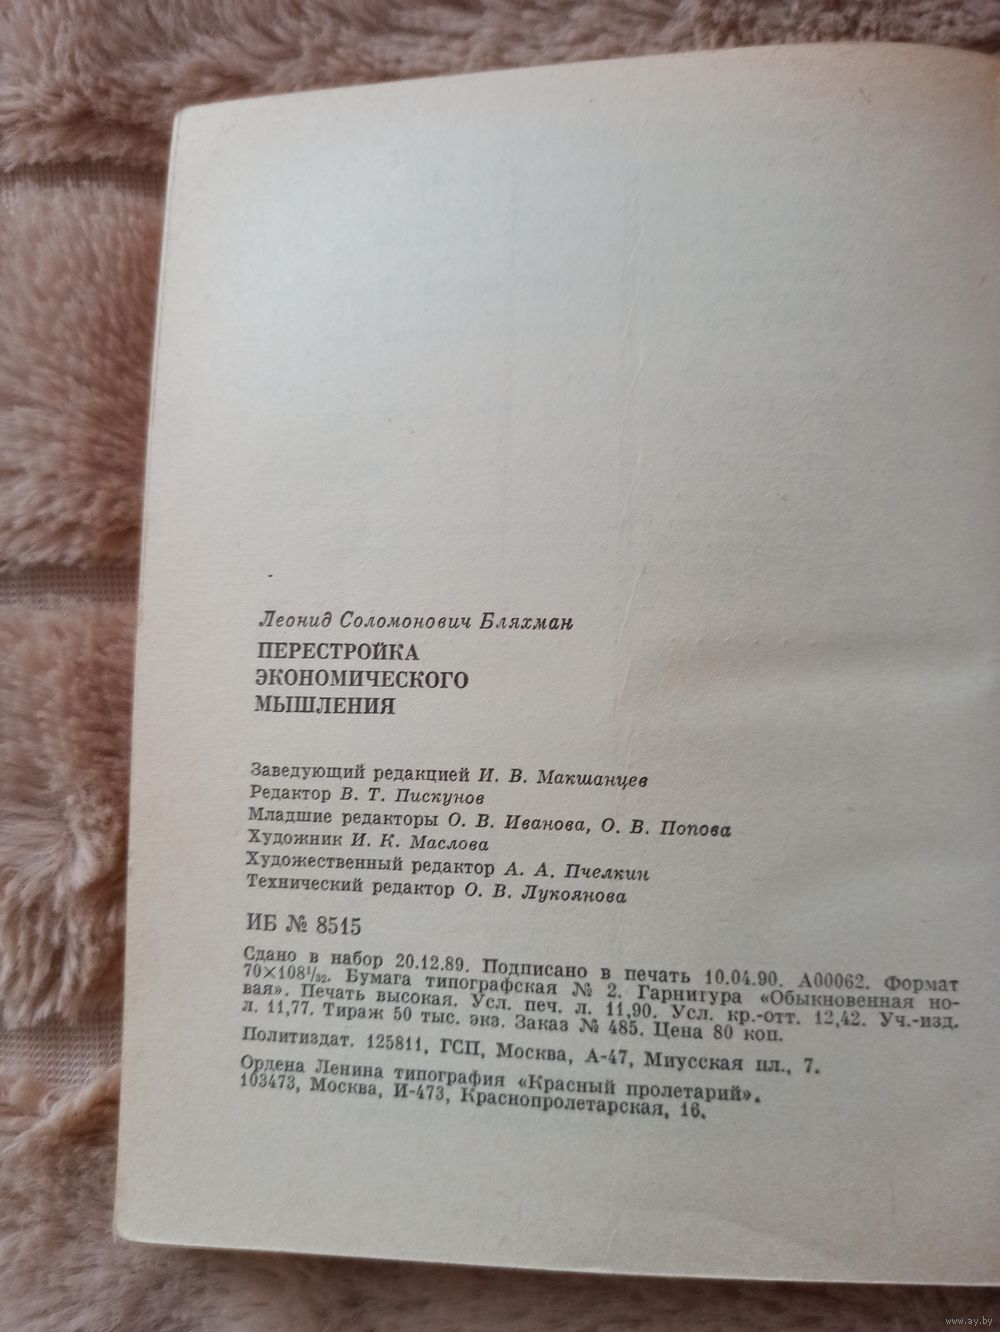 Леонид Соломонович Бляхман
ПЕРЕСТРОЙКА
ЭКОНОМИЧЕСКОГО
МЫШЛЕНИЯ
Заведующий редакцией И. В. Макшанцев
Редактор В. Т. Пискунов
Младшие редакторы О. В. Иванова, О. В. Попова
Художник И. К. Маслова
Художественный редактор А. А. Пчелкин
Технический редактор О. В. Лукоянова
ИБ № 8515
Сдано в набор 20.12.89. Подписано в печать 10.04.90. А00062. Формат
70×108¹/₃₂. Бумага типографская № 2. Гарнитура «Обыкновенная но-
вая». Печать высокая. Усл. печ. л. 11,90. Усл. кр.-отт. 12,42. Уч.-изд.
л. 11,77. Тираж 50 тыс. экз. Заказ № 485. Цена 80 коп.
Политиздат. 125811, ГСП, Москва, А-47, Миусская пл., 7.
Ордена Ленина типография «Красный пролетарий».
103473, Москва, И-473, Краснопролетарская, 16.
www.ay.by